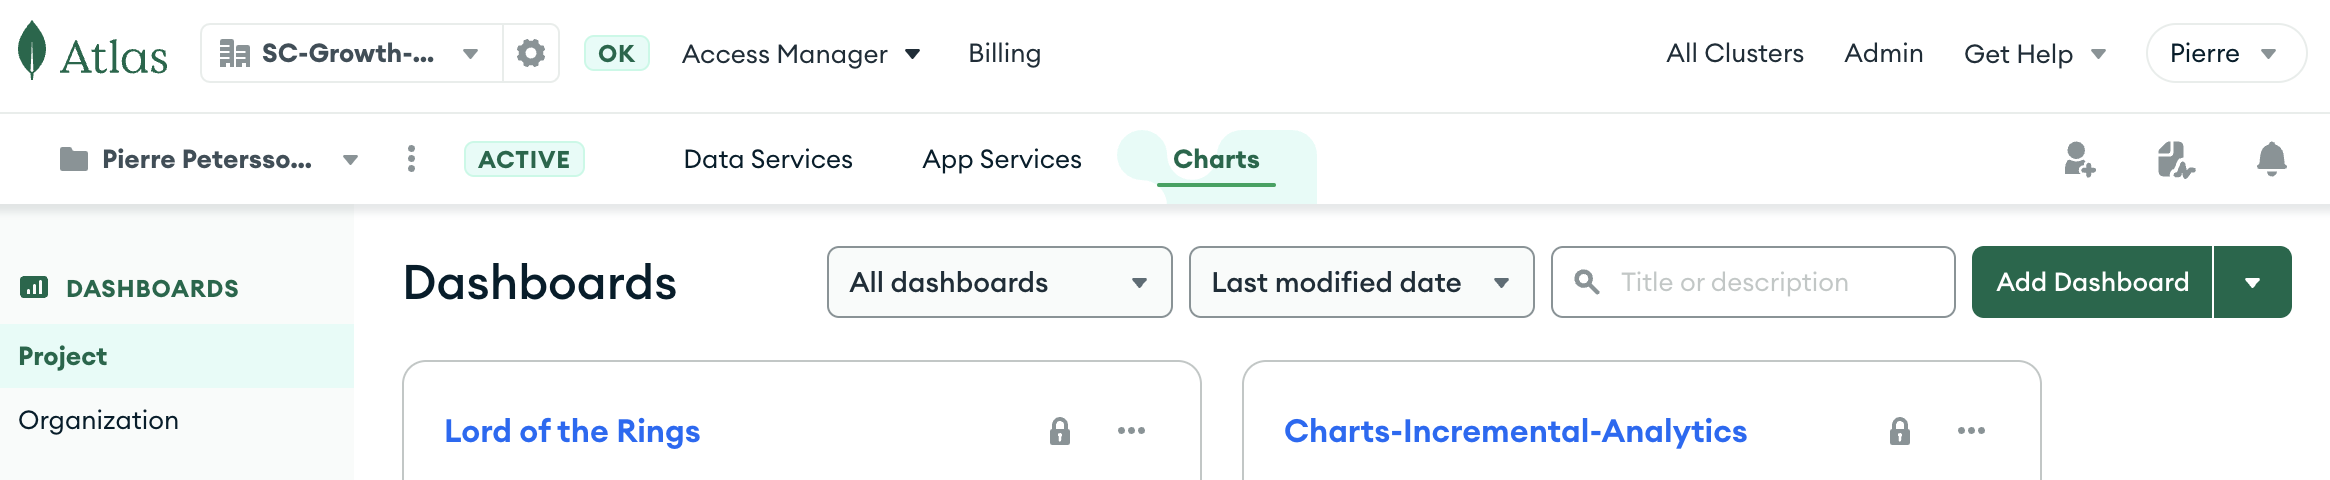 Atlas SC-Growth-... OK Access Manager Billing All Clusters Admin Get Help Pierre
Pierre Petersso... ACTIVE Data Services App Services Charts
DASHBOARDS
Project
Organization
Dashboards All dashboards Last modified date Title or description Add Dashboard
Lord of the Rings Charts-Incremental-Analytics